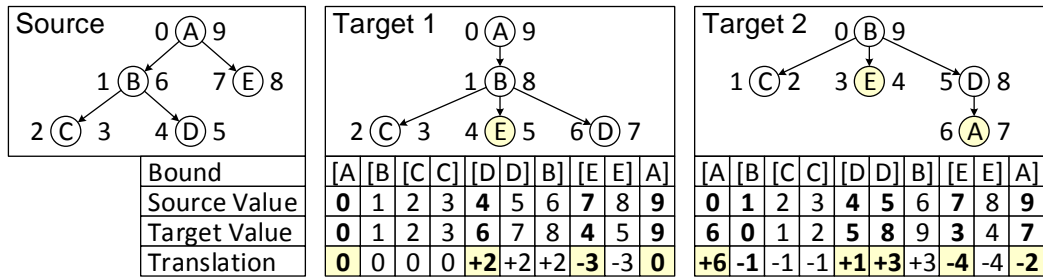 Source
0 A 9
1 B 6 7 E 8
2 C 3 4 D 5
Target 1
0 A 9
1 B 8
2 C 3 4 E 5 6 D 7
Target 2
0 B 9
1 C 2 3 E 4 5 D 8
6 A 7
Bound [A [B [C C] [D D] B] [E E] A] [A [B [C C] [D D] B] [E E] A]
Source Value 0 1 2 3 4 5 6 7 8 9 0 1 2 3 4 5 6 7 8 9
Target Value 0 1 2 3 6 7 8 4 5 9 6 0 1 2 5 8 9 3 4 7
Translation 0 0 0 0 +2 +2 +2 -3 -3 0 +6 -1 -1 -1 +1 +3 +3 -4 -4 -2